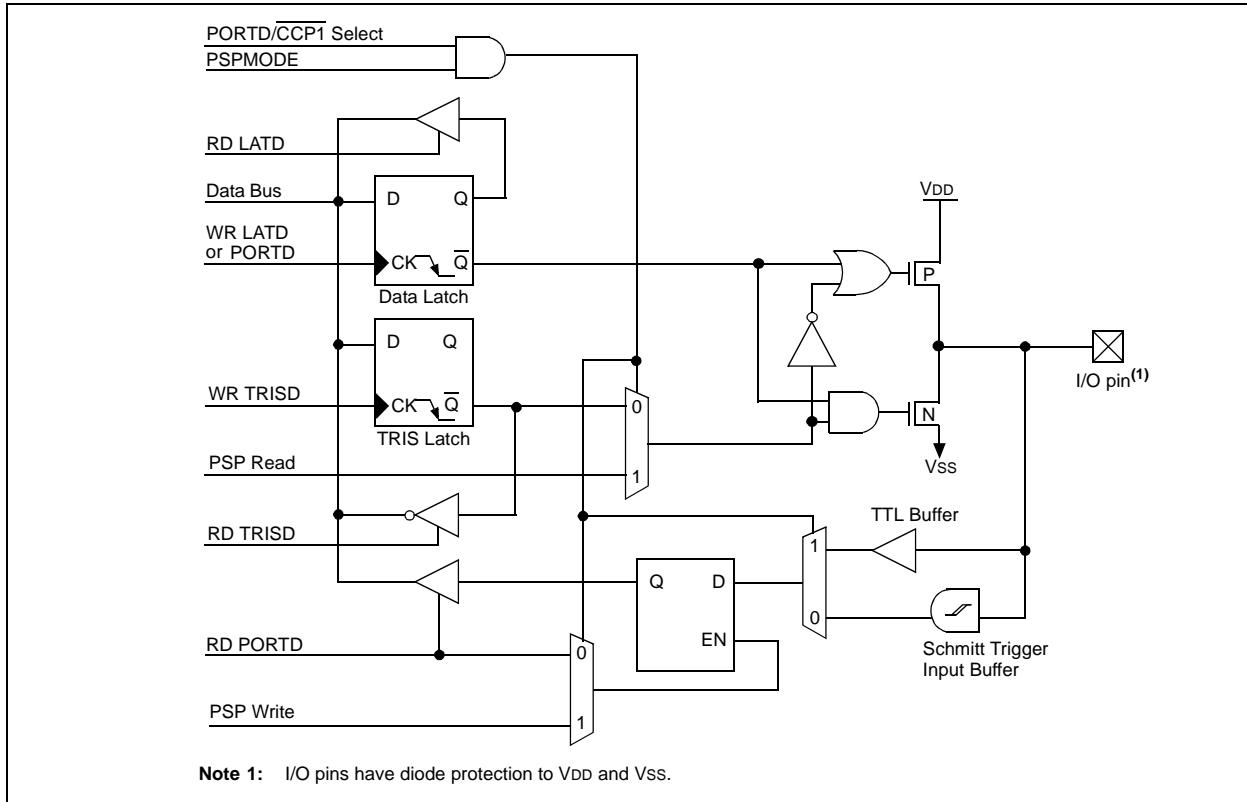 PORTD/CCP1 Select
PSPMODE
RD LATD
Data Bus
WR LATD
or PORTD
D
Q
CK
Q
Data Latch
D
Q
WR TRISD
CK
Q
TRIS Latch
PSP Read
RD TRISD
0
1
VDD
P
N
VSS
I/O pin(1)
TTL Buffer
1
0
Schmitt Trigger
Input Buffer
Q
D
EN
RD PORTD
0
PSP Write
1
Note 1: I/O pins have diode protection to VDD and VSS.